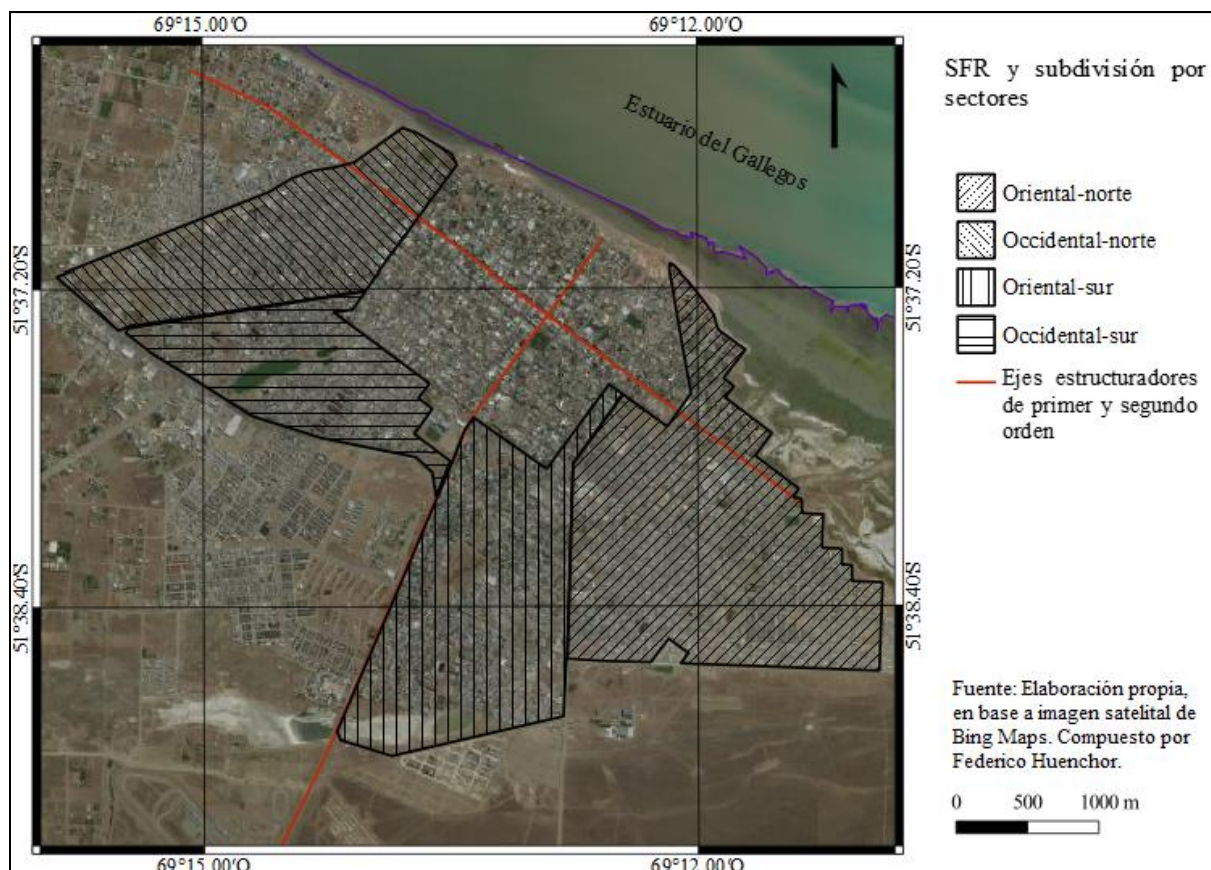 69°15.00'O
69°12.00'O
SFR y subdivisión por
sectores
Estuario del Gallegos
Oriental-norte
Occidental-norte
Oriental-sur
Occidental-sur
Ejes estructuradores
de primer y segundo
orden
51°37.20'S
51°37.20'S
51°38.40'S
51°38.40'S
Fuente: Elaboración propia,
en base a imagen satelital de
Bing Maps. Compuesto por
Federico Huenchor.
0 500 1000 m
69°15.00'O
69°12.00'O